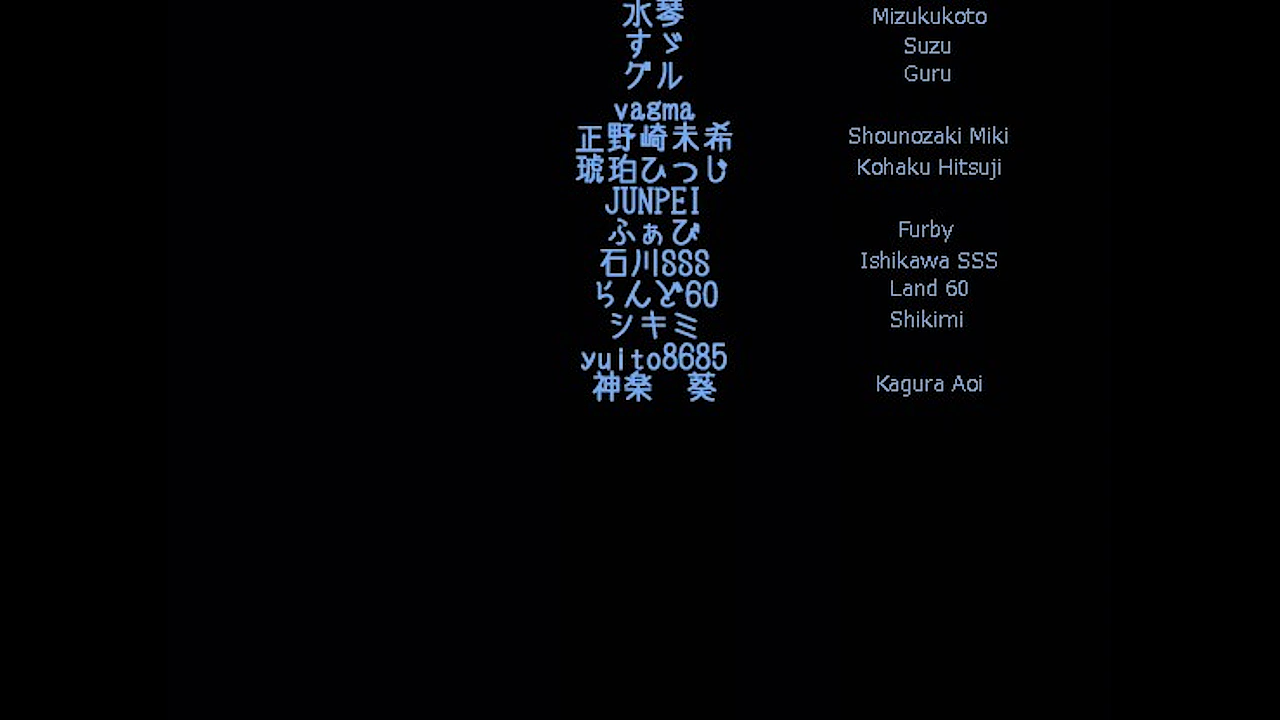 水琴 Mizukukoto
すゞ Suzu
グル Guru
vagma
正野崎未希 Shounozaki Miki
琥珀ひつじ Kohaku Hitsuji
JUNPEI
ふぁび Furby
石川SSS Ishikawa SSS
らんど60 Land 60
シキミ Shikimi
yuito8685
神楽　葵 Kagura Aoi